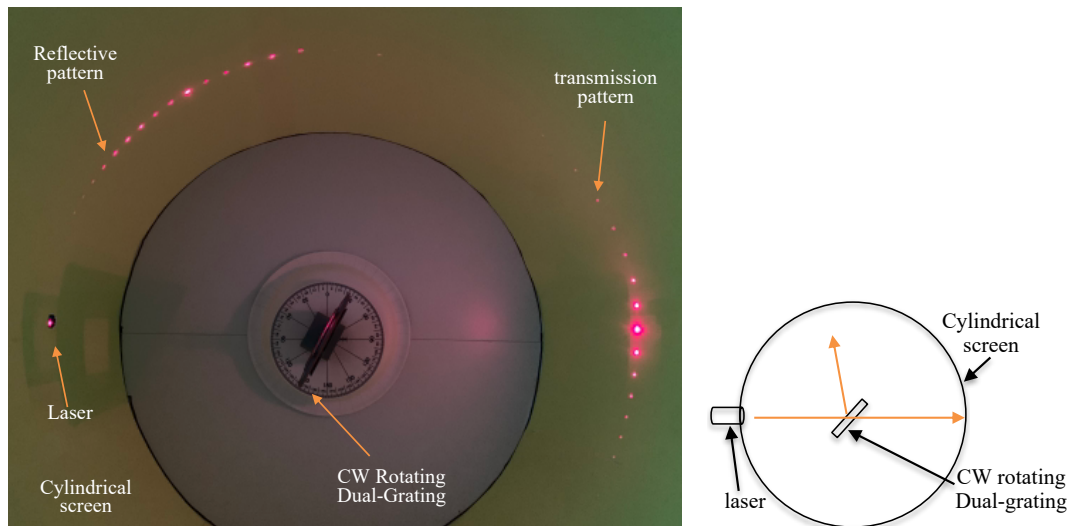 Reflective
pattern
transmission
pattern
Laser
CW Rotating
Dual-Grating
Cylindrical
screen
Cylindrical
screen
laser
CW rotating
Dual-grating